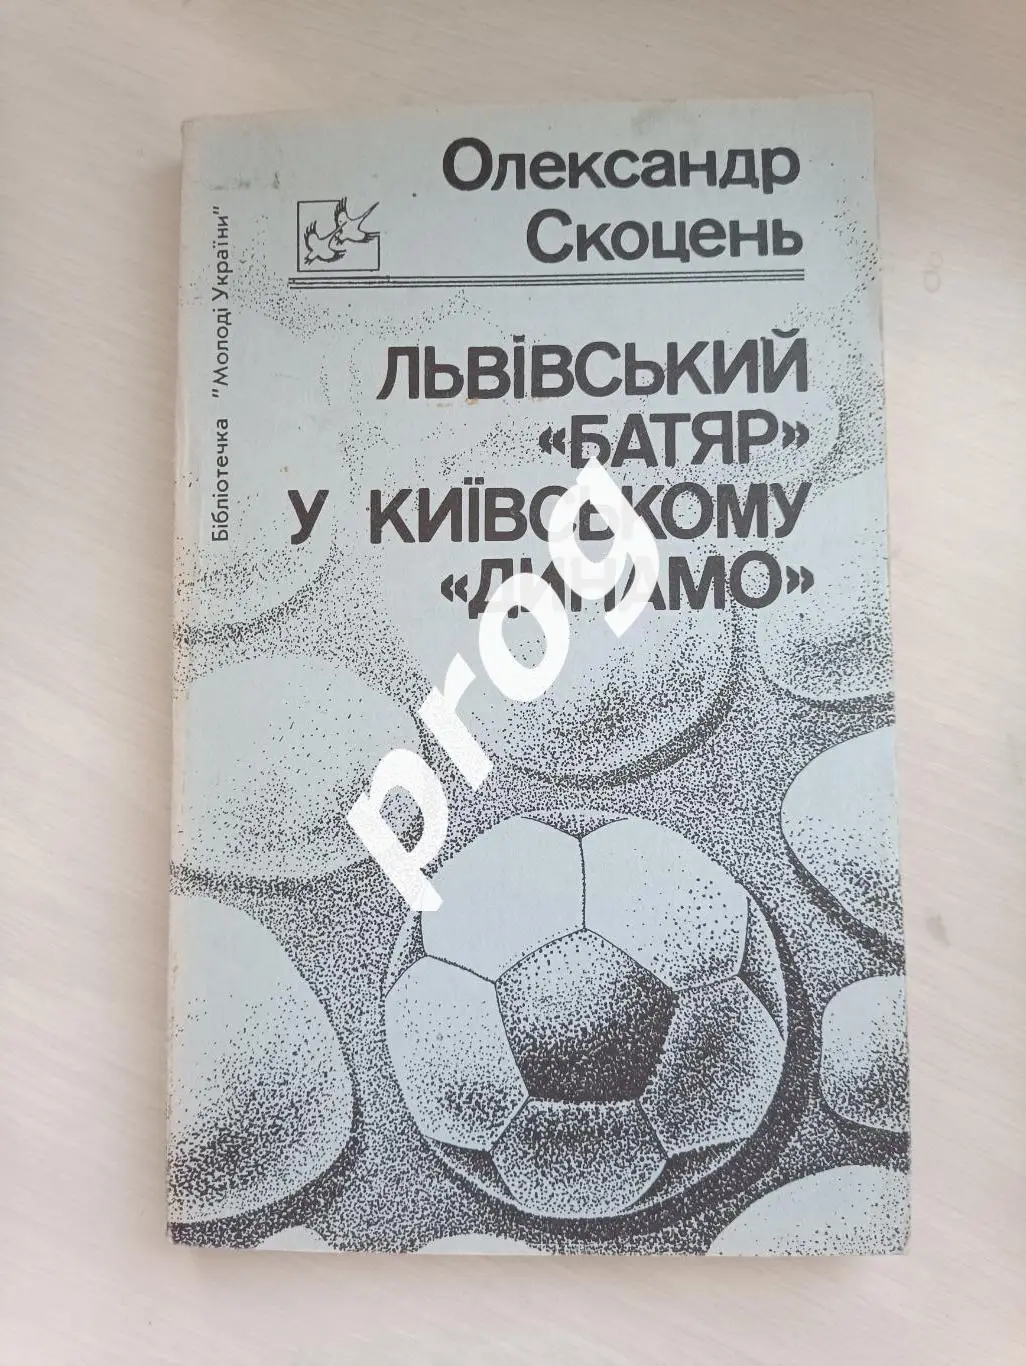 Олександр
Скоцень
Бібліотечка "Молоді України"
ЛЬВІВСЬКИЙ
«БАТЯР»
У КИЇВСЬКОМУ
«ДИНАМО»
prog